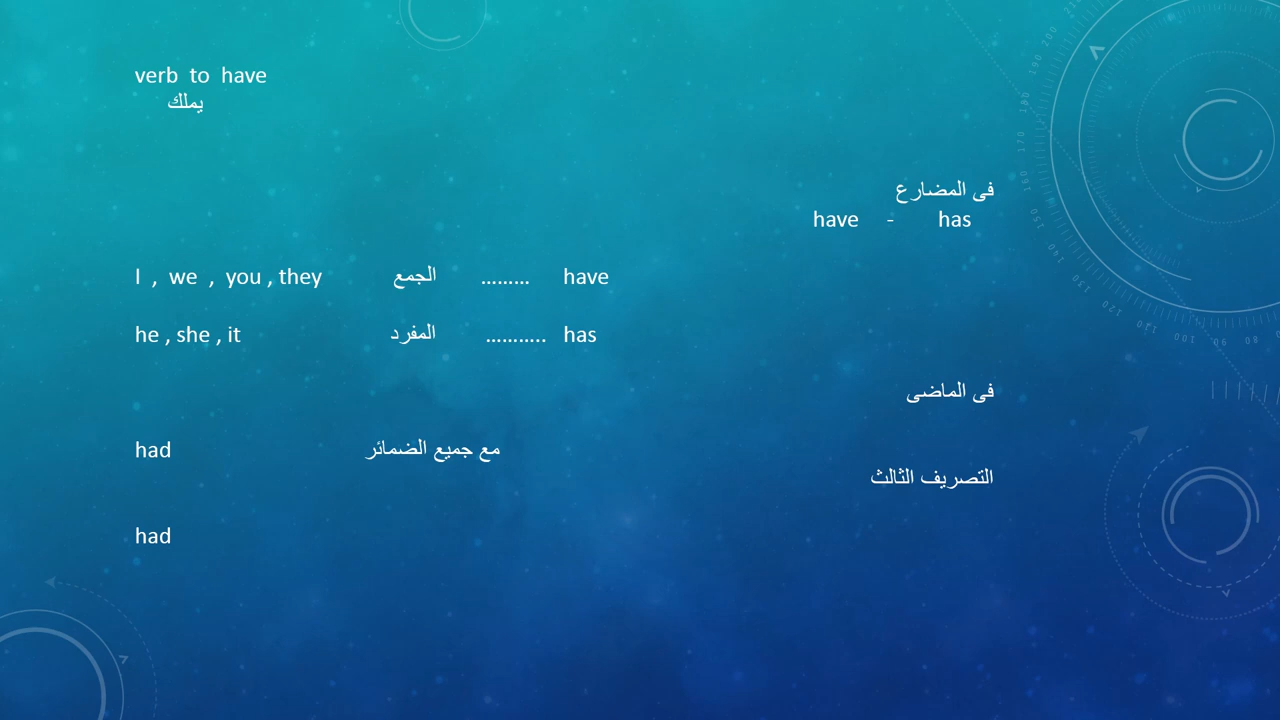 verb to have
يملك
فى المضارع
have - has
I , we , you , they الجمع ......... have
he , she , it المفرد ........... has
فى الماضى
had مع جميع الضمائر
التصريف الثالث
had